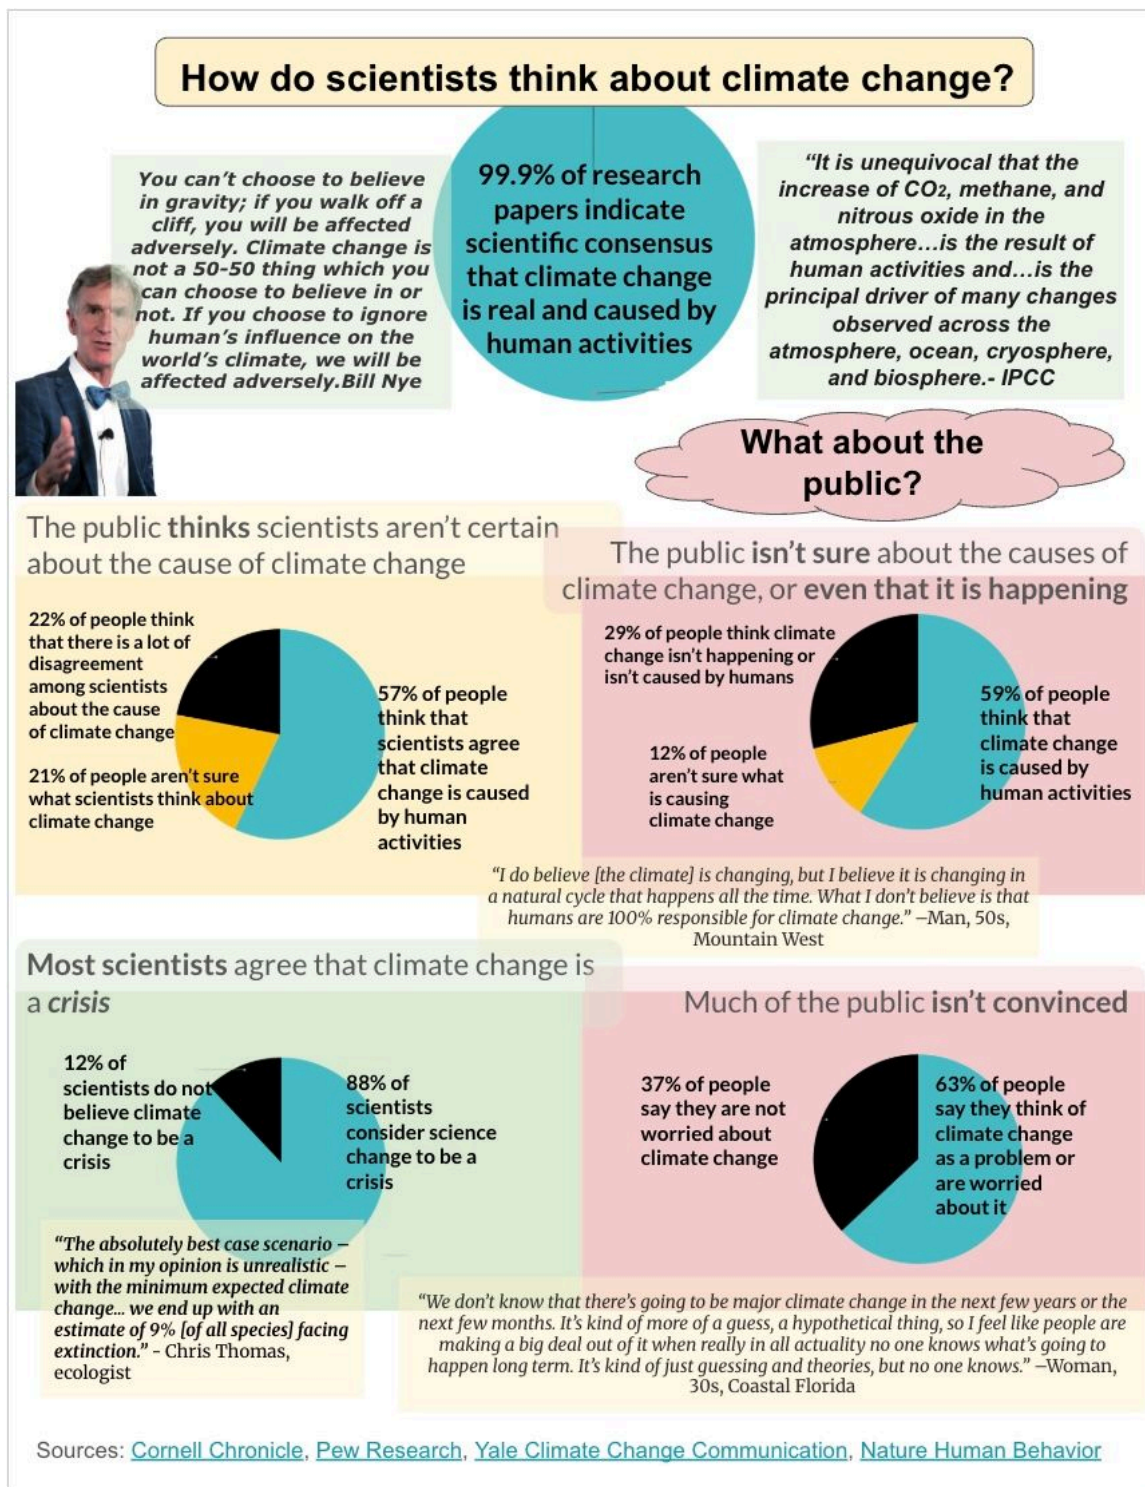 How do scientists think about climate change?
You can't choose to believe
in gravity; if you walk off a
cliff, you will be affected
adversely. Climate change is
not a 50-50 thing which you
can choose to believe in or
not. If you choose to ignore
human's influence on the
world's climate, we will be
affected adversely.Bill Nye
99.9% of research
papers indicate
scientific consensus
that climate change
is real and caused by
human activities
“It is unequivocal that the
increase of CO2, methane, and
nitrous oxide in the
atmosphere...is the result of
human activities and...is the
principal driver of many changes
observed across the
atmosphere, ocean, cryosphere,
and biosphere.- IPCC
What about the
public?
The public thinks scientists aren't certain
about the cause of climate change
22% of people think
that there is a lot of
disagreement
among scientists
about the cause
of climate change
21% of people aren't sure
what scientists think about
climate change
57% of people
think that
scientists agree
that climate
change is caused
by human
activities
The public isn't sure about the causes of
climate change, or even that it is happening
29% of people think climate
change isn't happening or
isn't caused by humans
12% of people
aren't sure what
is causing
climate change
59% of people
think that
climate change
is caused by
human activities
“I do believe [the climate] is changing, but I believe it is changing in
a natural cycle that happens all the time. What I don't believe is that
humans are 100% responsible for climate change.” –Man, 50s,
Mountain West
Most scientists agree that climate change is
a crisis
12% of
scientists do not
believe climate
change to be a
crisis
88% of
scientists
consider science
change to be a
crisis
“The absolutely best case scenario –
which in my opinion is unrealistic –
with the minimum expected climate
change... we end up with an
estimate of 9% [of all species] facing
extinction.” - Chris Thomas,
ecologist
Much of the public isn't convinced
37% of people
say they are not
worried about
climate change
63% of people
say they think of
climate change
as a problem or
are worried
about it
“We don't know that there's going to be major climate change in the next few years or the
next few months. It's kind of more of a guess, a hypothetical thing, so I feel like people are
making a big deal out of it when really in all actuality no one knows what's going to
happen long term. It's kind of just guessing and theories, but no one knows.” –Woman,
30s, Coastal Florida
Sources: Cornell Chronicle, Pew Research, Yale Climate Change Communication, Nature Human Behavior